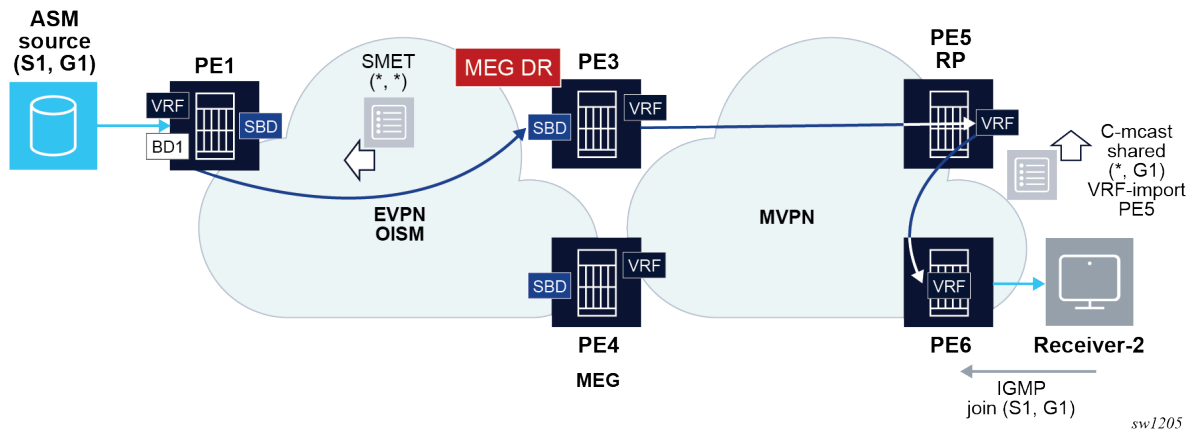 ASM
source
(S1, G1)
PE1
VRF
BD1
SBD
SMET
(*, *)
MEG DR
PE3
SBD
VRF
PE5
RP
VRF
C-mcast
shared
(*, G1)
VRF-import
PE5
EVPN
OISM
MVPN
SBD
VRF
PE4
MEG
VRF
PE6
Receiver-2
IGMP
join (S1, G1)
sw1205